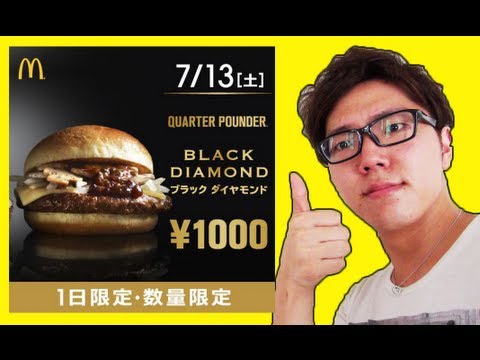 7/13[土]
QUARTER POUNDER
BLACK
DIAMOND
ブラック ダイヤモンド
¥1000
1日限定・数量限定